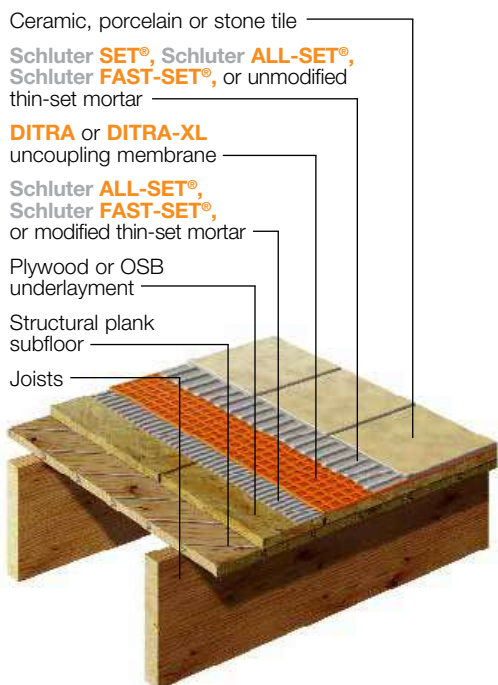 Ceramic, porcelain or stone tile
Schluter SET®, Schluter ALL-SET®,
Schluter FAST-SET®, or unmodified
thin-set mortar
DITRA or DITRA-XL
uncoupling membrane
Schluter ALL-SET®,
Schluter FAST-SET®,
or modified thin-set mortar
Plywood or OSB
underlayment
Structural plank
subfloor
Joists